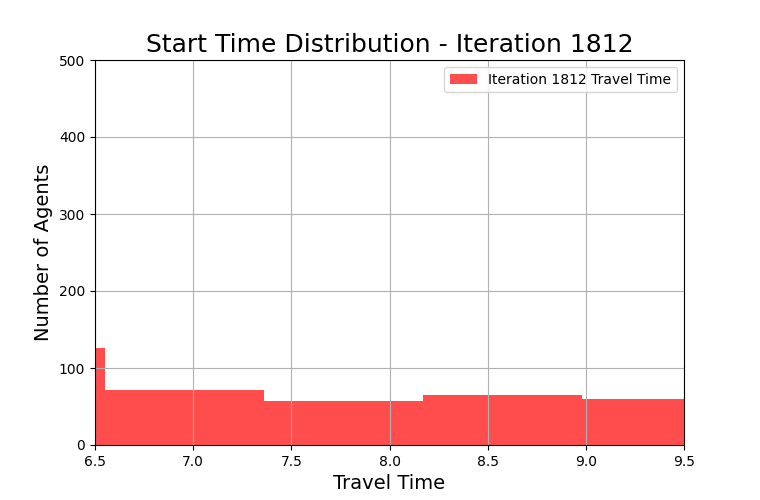 Start Time Distribution - Iteration 1812
Iteration 1812 Travel Time
Number of Agents
500
400
300
200
100
0
6.5 7.0 7.5 8.0 8.5 9.0 9.5
Travel Time